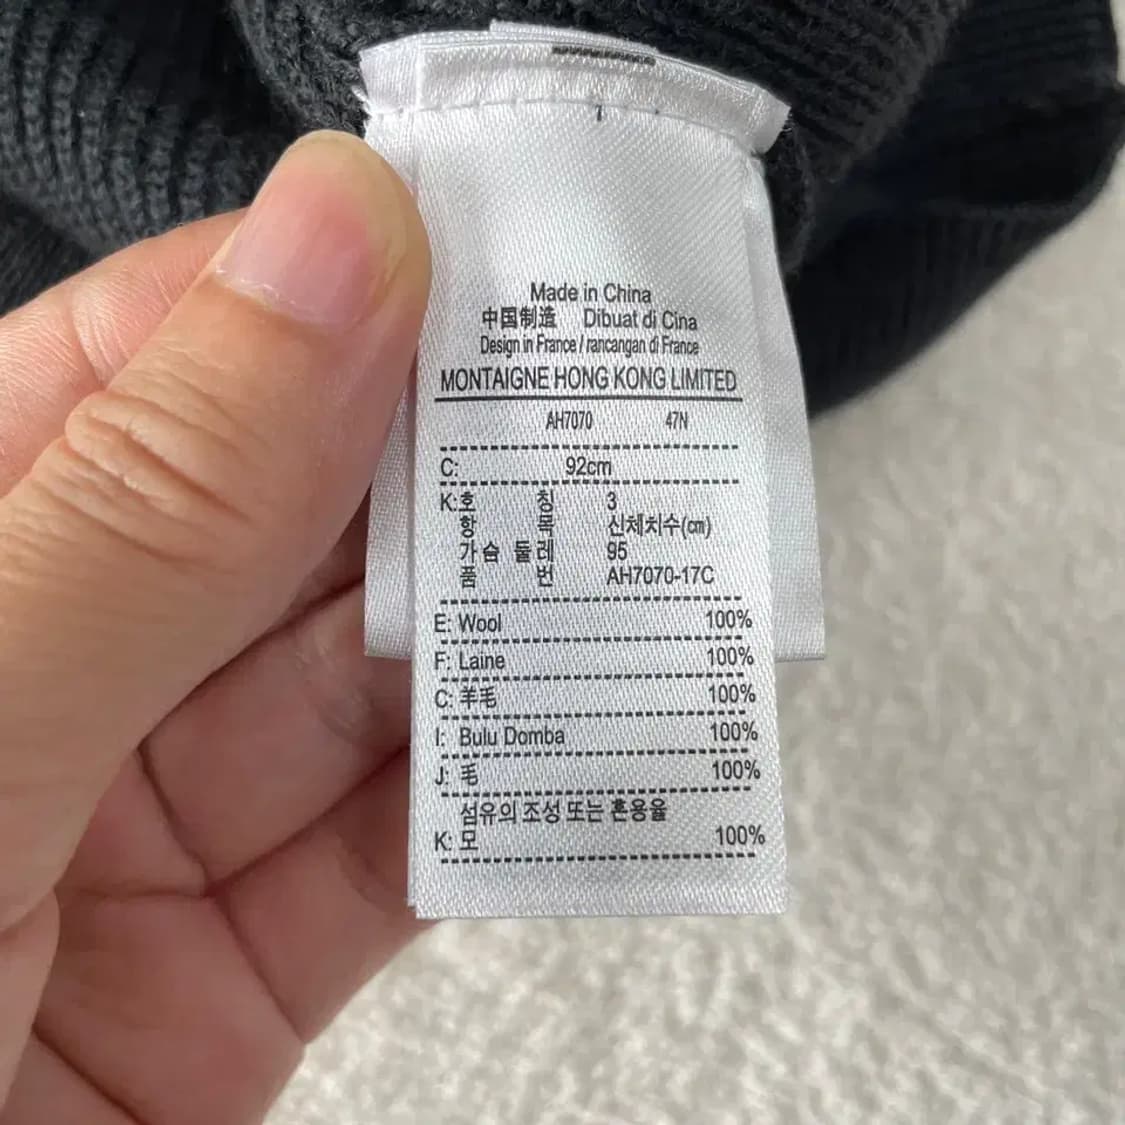 Made in China
中国制造 Dibuat di Cina
Design in France / rancangan di France
MONTAIGNE HONG KONG LIMITED
AH7070 47N
C: 92cm
K:호 칭 3
항 목 신체치수(cm)
가슴 둘레 95
품 번 AH7070-17C
E: Wool 100%
F: Laine 100%
C: 羊毛 100%
I: Bulu Domba 100%
J: 毛 100%
섬유의 조성 또는 혼용율
K: 모 100%